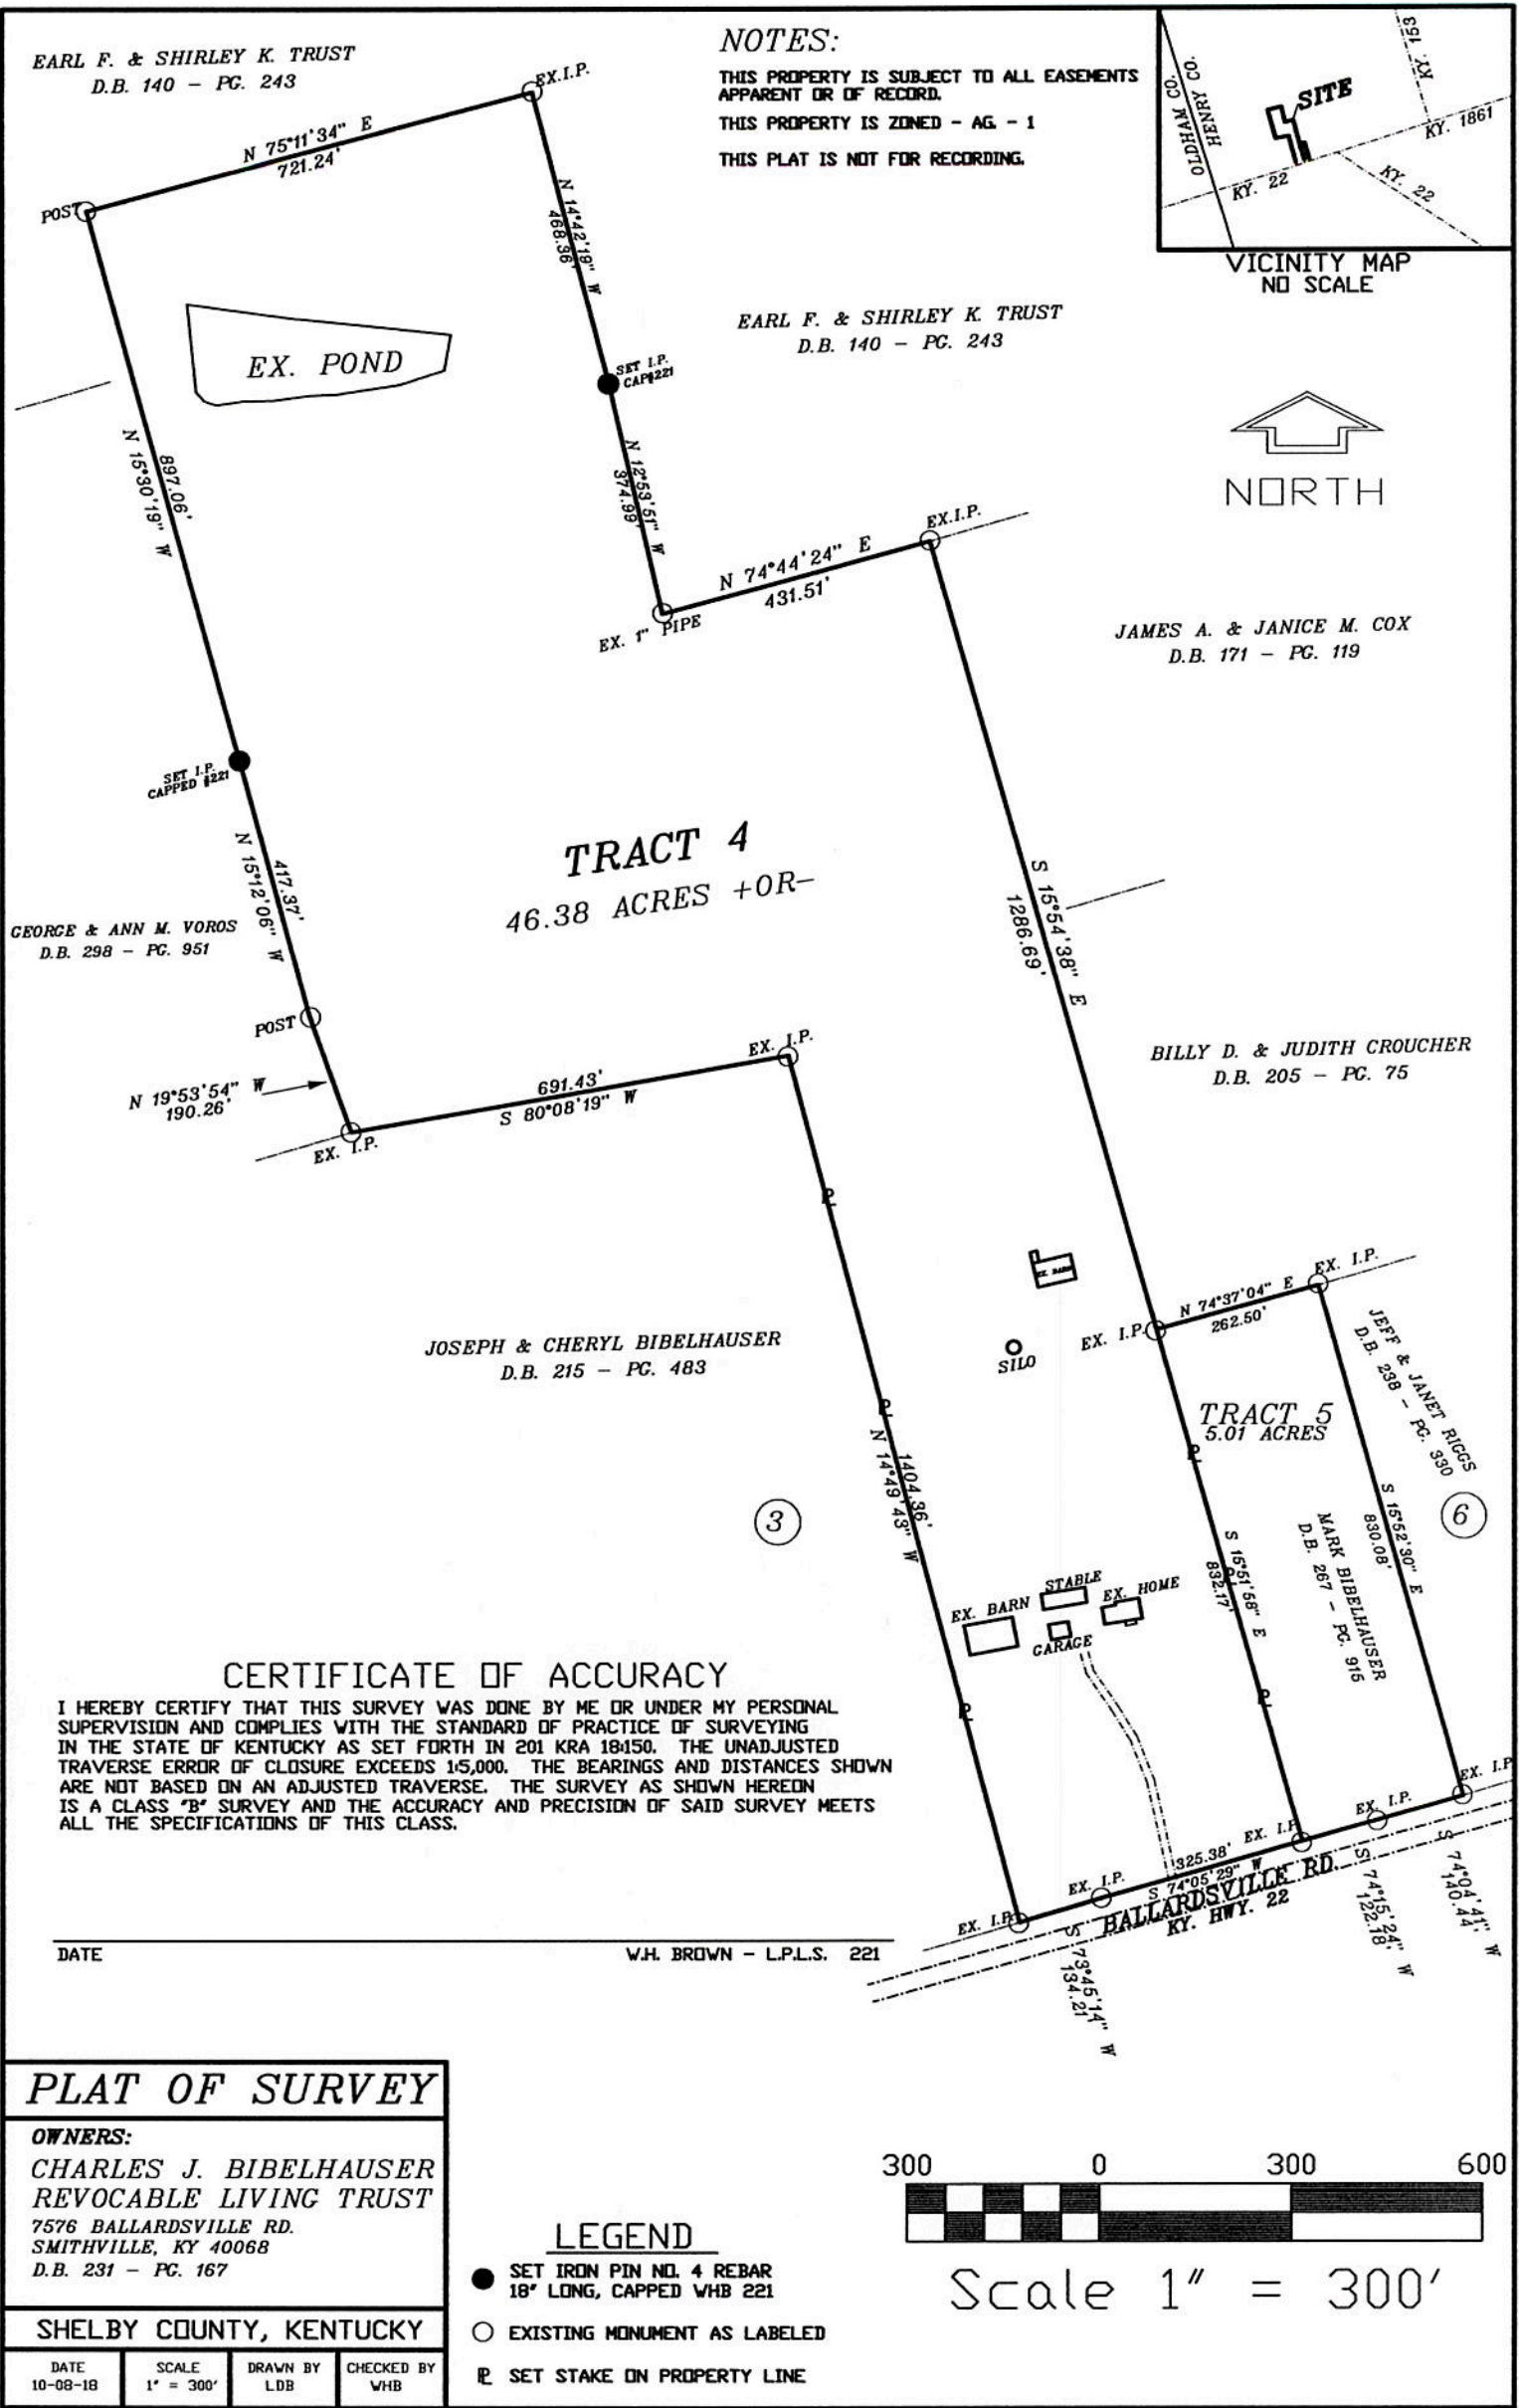 EARL F. & SHIRLEY K. TRUST
D.B. 140 - PG. 243
NOTES:
THIS PROPERTY IS SUBJECT TO ALL EASEMENTS
APPARENT OR OF RECORD.
THIS PROPERTY IS ZONED - AG. - 1
THIS PLAT IS NOT FOR RECORDING.
OLDHAM CO.
HENRY CO.
SITE
KY. 153
KY. 1861
KY. 22
KY. 22
VICINITY MAP
NO SCALE
EX.I.P.
N 75°11'34" E
721.24'
POST
N 14°42'19" W
468.36'
EX. POND
EARL F. & SHIRLEY K. TRUST
D.B. 140 - PG. 243
SET I.P.
CAP#221
NORTH
897.06'
N 15°30'19" W
N 12°53'51" W
374.99'
EX.I.P.
N 74°44'24" E
431.51'
EX. 1" PIPE
JAMES A. & JANICE M. COX
D.B. 171 - PG. 119
SET I.P.
CAPPED #221
TRACT 4
46.38 ACRES +OR-
417.37'
N 15°12'06" W
S 15°54'38" E
1286.69'
GEORGE & ANN M. VOROS
D.B. 298 - PG. 951
POST
N 19°53'54" W
190.26'
EX. I.P.
691.43'
S 80°08'19" W
EX. I.P.
BILLY D. & JUDITH CROUCHER
D.B. 205 - PG. 75
EX. BARN
SILO
EX. I.P.
N 74°37'04" E
262.50'
EX. I.P.
JOSEPH & CHERYL BIBELHAUSER
D.B. 215 - PG. 483
JEFF & JANET RIGGS
D.B. 238 - PG. 330
TRACT 5
5.01 ACRES
1404.36'
N 14°49'43" W
3
6
S 15°52'30" E
830.08'
MARK BIBELHAUSER
D.B. 267 - PG. 915
S 15°51'58" E
832.17'
EX. BARN
STABLE
EX. HOME
GARAGE
CERTIFICATE OF ACCURACY
I HEREBY CERTIFY THAT THIS SURVEY WAS DONE BY ME OR UNDER MY PERSONAL
SUPERVISION AND COMPLIES WITH THE STANDARD OF PRACTICE OF SURVEYING
IN THE STATE OF KENTUCKY AS SET FORTH IN 201 KRA 18:150. THE UNADJUSTED
TRAVERSE ERROR OF CLOSURE EXCEEDS 1:5,000. THE BEARINGS AND DISTANCES SHOWN
ARE NOT BASED ON AN ADJUSTED TRAVERSE. THE SURVEY AS SHOWN HEREON
IS A CLASS "B" SURVEY AND THE ACCURACY AND PRECISION OF SAID SURVEY MEETS
ALL THE SPECIFICATIONS OF THIS CLASS.
EX. I.P.
EX. I.P.
EX. I.P.
EX. I.P.
EX. I.P.
325.38'
S 74°05'29" W
BALLARDSVILLE RD.
KY. HWY. 22
S 73°45'14" W
134.21'
S 74°15'24" W
122.18'
S 74°04'41" W
140.44'
DATE
W.H. BROWN - L.P.L.S. 221
PLAT OF SURVEY
OWNERS:
CHARLES J. BIBELHAUSER
REVOCABLE LIVING TRUST
7576 BALLARDSVILLE RD.
SMITHVILLE, KY 40068
D.B. 231 - PG. 167
SHELBY COUNTY, KENTUCKY
DATE
10-08-18
SCALE
1" = 300'
DRAWN BY
LDB
CHECKED BY
WHB
LEGEND
SET IRON PIN NO. 4 REBAR
18" LONG, CAPPED WHB 221
EXISTING MONUMENT AS LABELED
PL SET STAKE ON PROPERTY LINE
300 0 300 600
Scale 1" = 300'